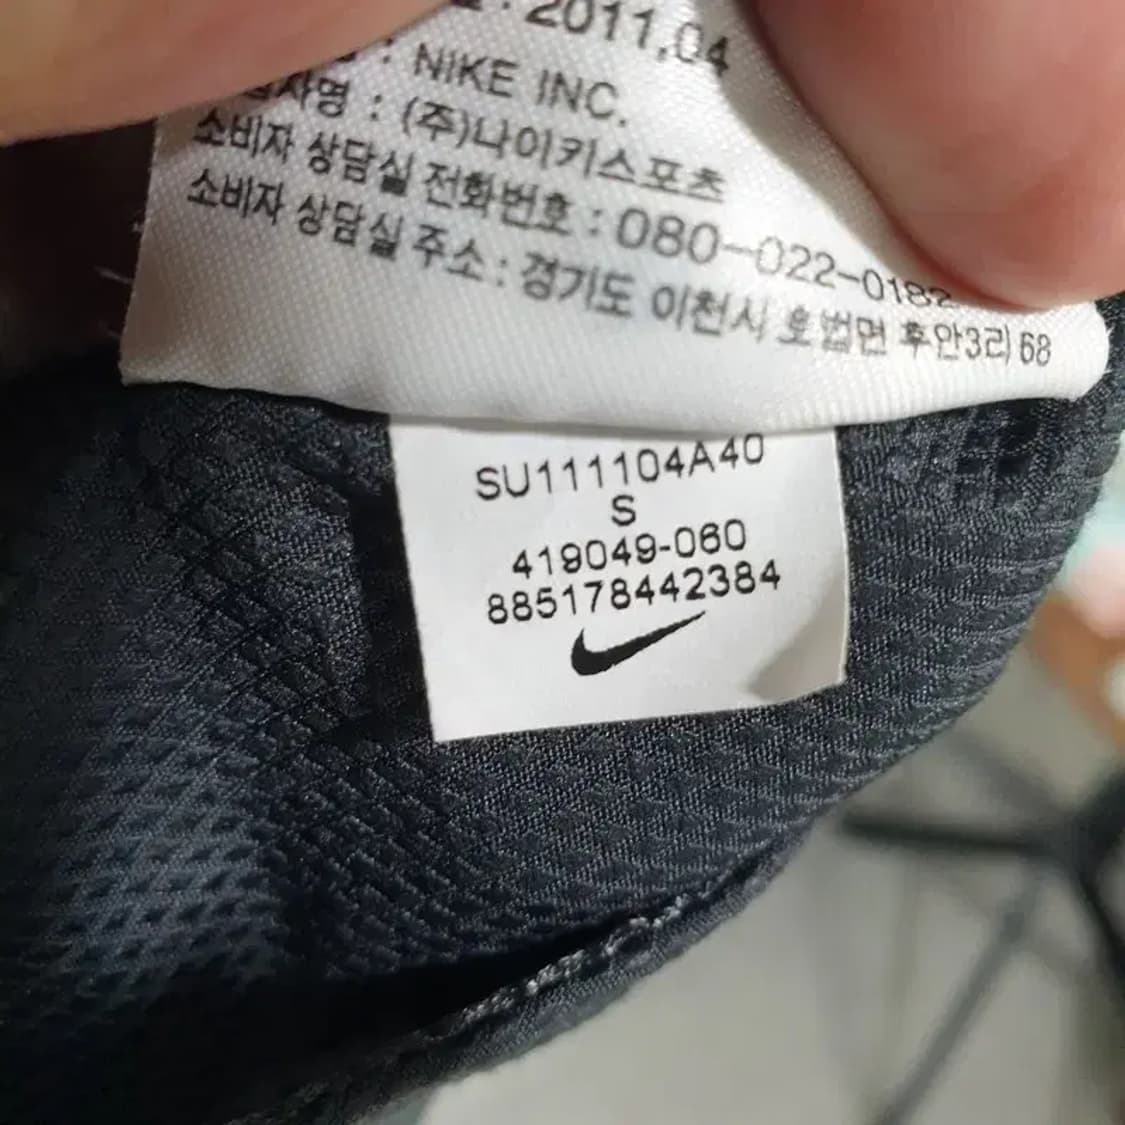 : 2011.04
: NIKE INC.
사명 : (주)나이키스포츠
소비자 상담실 전화번호 : 080-022-0182
소비자 상담실 주소 : 경기도 이천시 호법면 후안3리 68
SU111104A40
S
419049-060
885178442384